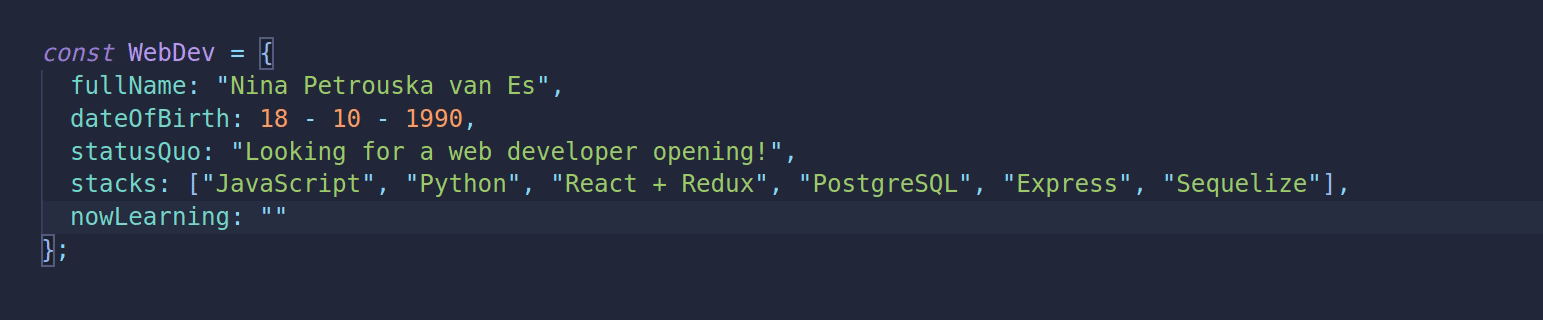 const WebDev = {
  fullName: "Nina Petrouska van Es",
  dateOfBirth: 18 - 10 - 1990,
  statusQuo: "Looking for a web developer opening!",
  stacks: ["JavaScript", "Python", "React + Redux", "PostgreSQL", "Express", "Sequelize"],
  nowLearning: ""
};